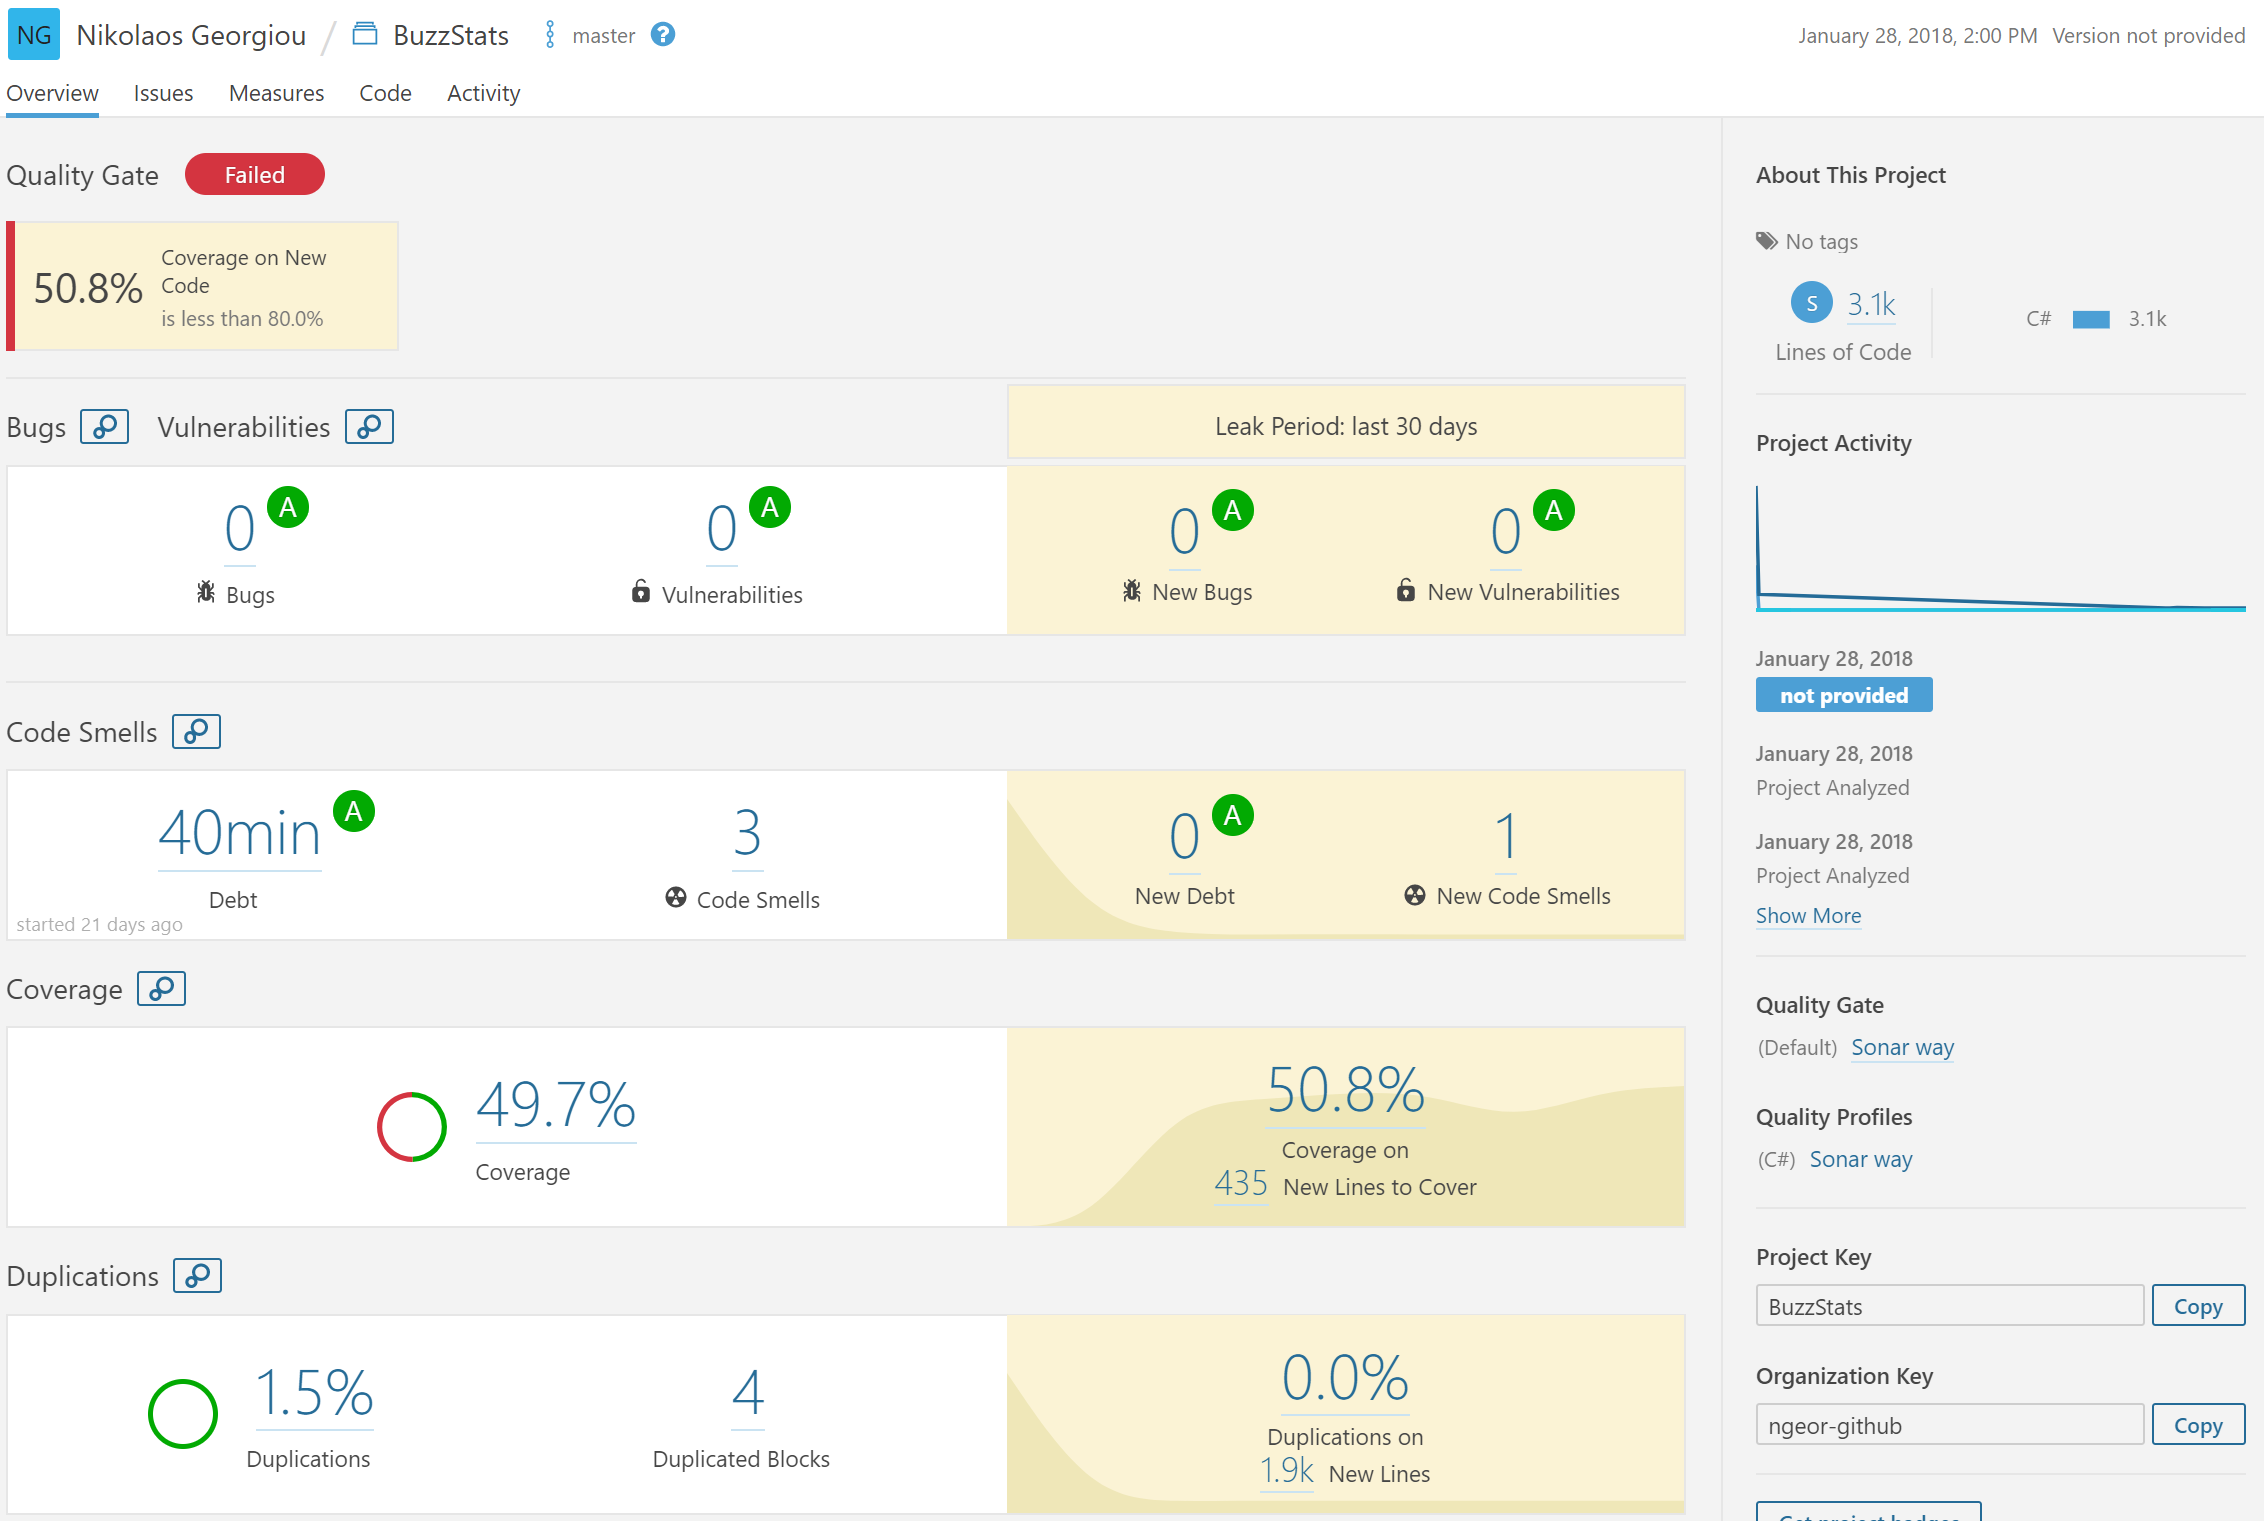 NG Nikolaos Georgiou / BuzzStats master ?
January 28, 2018, 2:00 PM Version not provided
Overview Issues Measures Code Activity
Quality Gate Failed
50.8%
Coverage on New
Code
is less than 80.0%
Bugs Vulnerabilities
Leak Period: last 30 days
0 A
Bugs
0 A
Vulnerabilities
0 A
New Bugs
0 A
New Vulnerabilities
Code Smells
40min A
Debt
started 21 days ago
3
Code Smells
0 A
New Debt
1
New Code Smells
Coverage
49.7%
Coverage
50.8%
Coverage on
435 New Lines to Cover
Duplications
1.5%
Duplications
4
Duplicated Blocks
0.0%
Duplications on
1.9k New Lines
About This Project
No tags
S 3.1k
Lines of Code
C# 3.1k
Project Activity
January 28, 2018
not provided
January 28, 2018
Project Analyzed
January 28, 2018
Project Analyzed
Show More
Quality Gate
(Default) Sonar way
Quality Profiles
(C#) Sonar way
Project Key
BuzzStats Copy
Organization Key
ngeor-github Copy
Get project badges